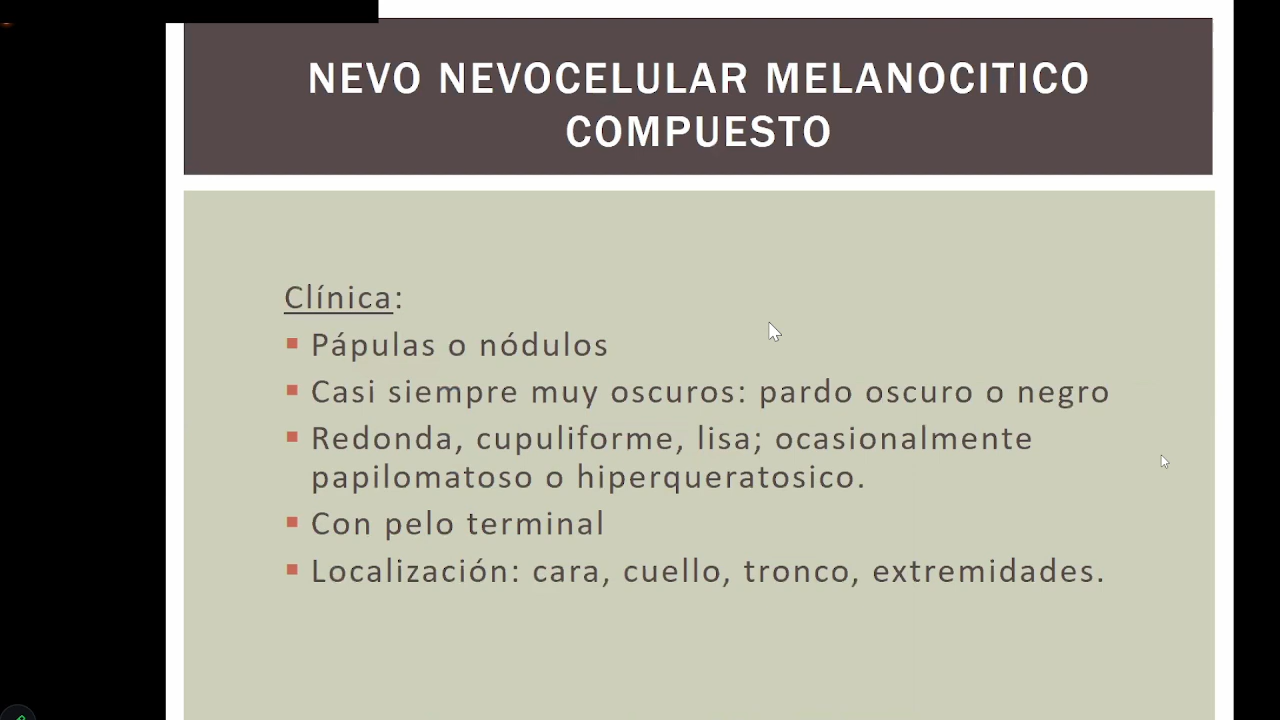 NEVO NEVOCELULAR MELANOCITICO
COMPUESTO
Clínica:
▪ Pápulas o nódulos
▪ Casi siempre muy oscuros: pardo oscuro o negro
▪ Redonda, cupuliforme, lisa; ocasionalmente
papilomatoso o hiperqueratosico.
▪ Con pelo terminal
▪ Localización: cara, cuello, tronco, extremidades.